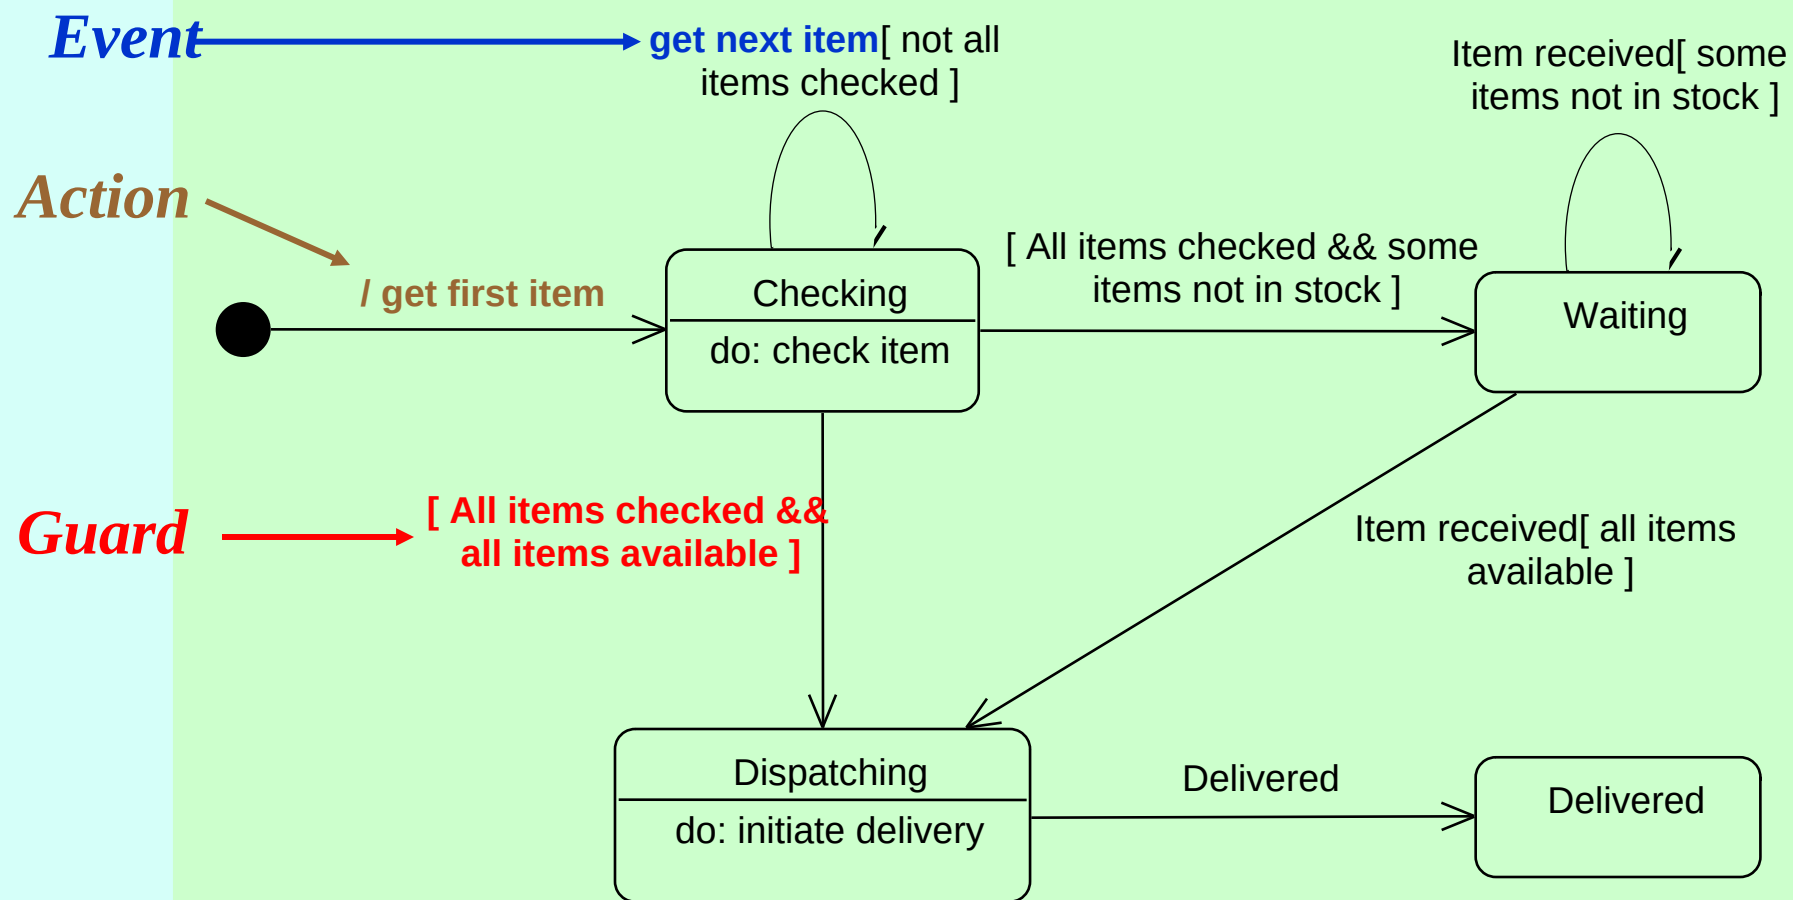 Event
get next item[ not all
items checked ]
Item received[ some
items not in stock ]
Action
/ get first item
[ All items checked && some
items not in stock ]
Checking
do: check item
Waiting
Guard
[ All items checked &&
all items available ]
Item received[ all items
available ]
Dispatching
do: initiate delivery
Delivered
Delivered